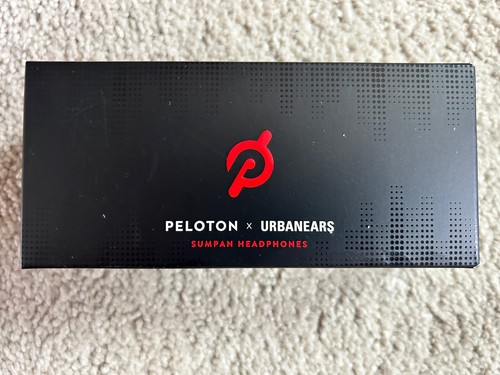 PELOTON x URBANEARS
SUMPAN HEADPHONES